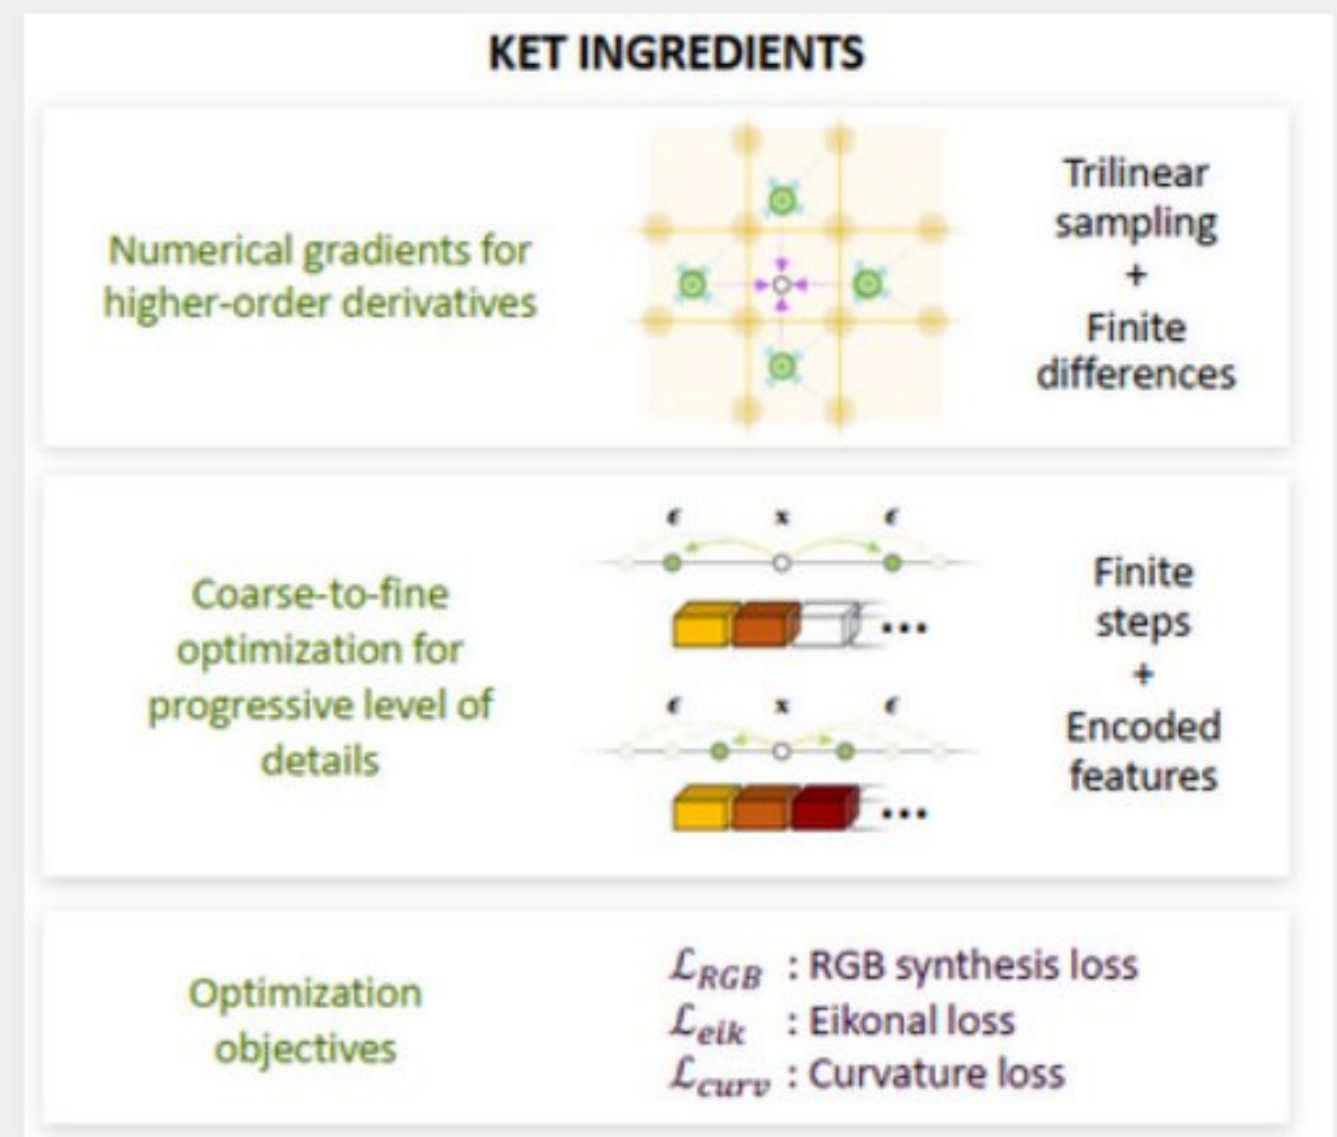 KET INGREDIENTS
Numerical gradients for
higher-order derivatives
Trilinear
sampling
+
Finite
differences
Coarse-to-fine
optimization for
progressive level of
details
ϵ x ϵ
•••
ϵ x ϵ
•••
Finite
steps
+
Encoded
features
Optimization
objectives
ℒRGB : RGB synthesis loss
ℒeik : Eikonal loss
ℒcurv : Curvature loss